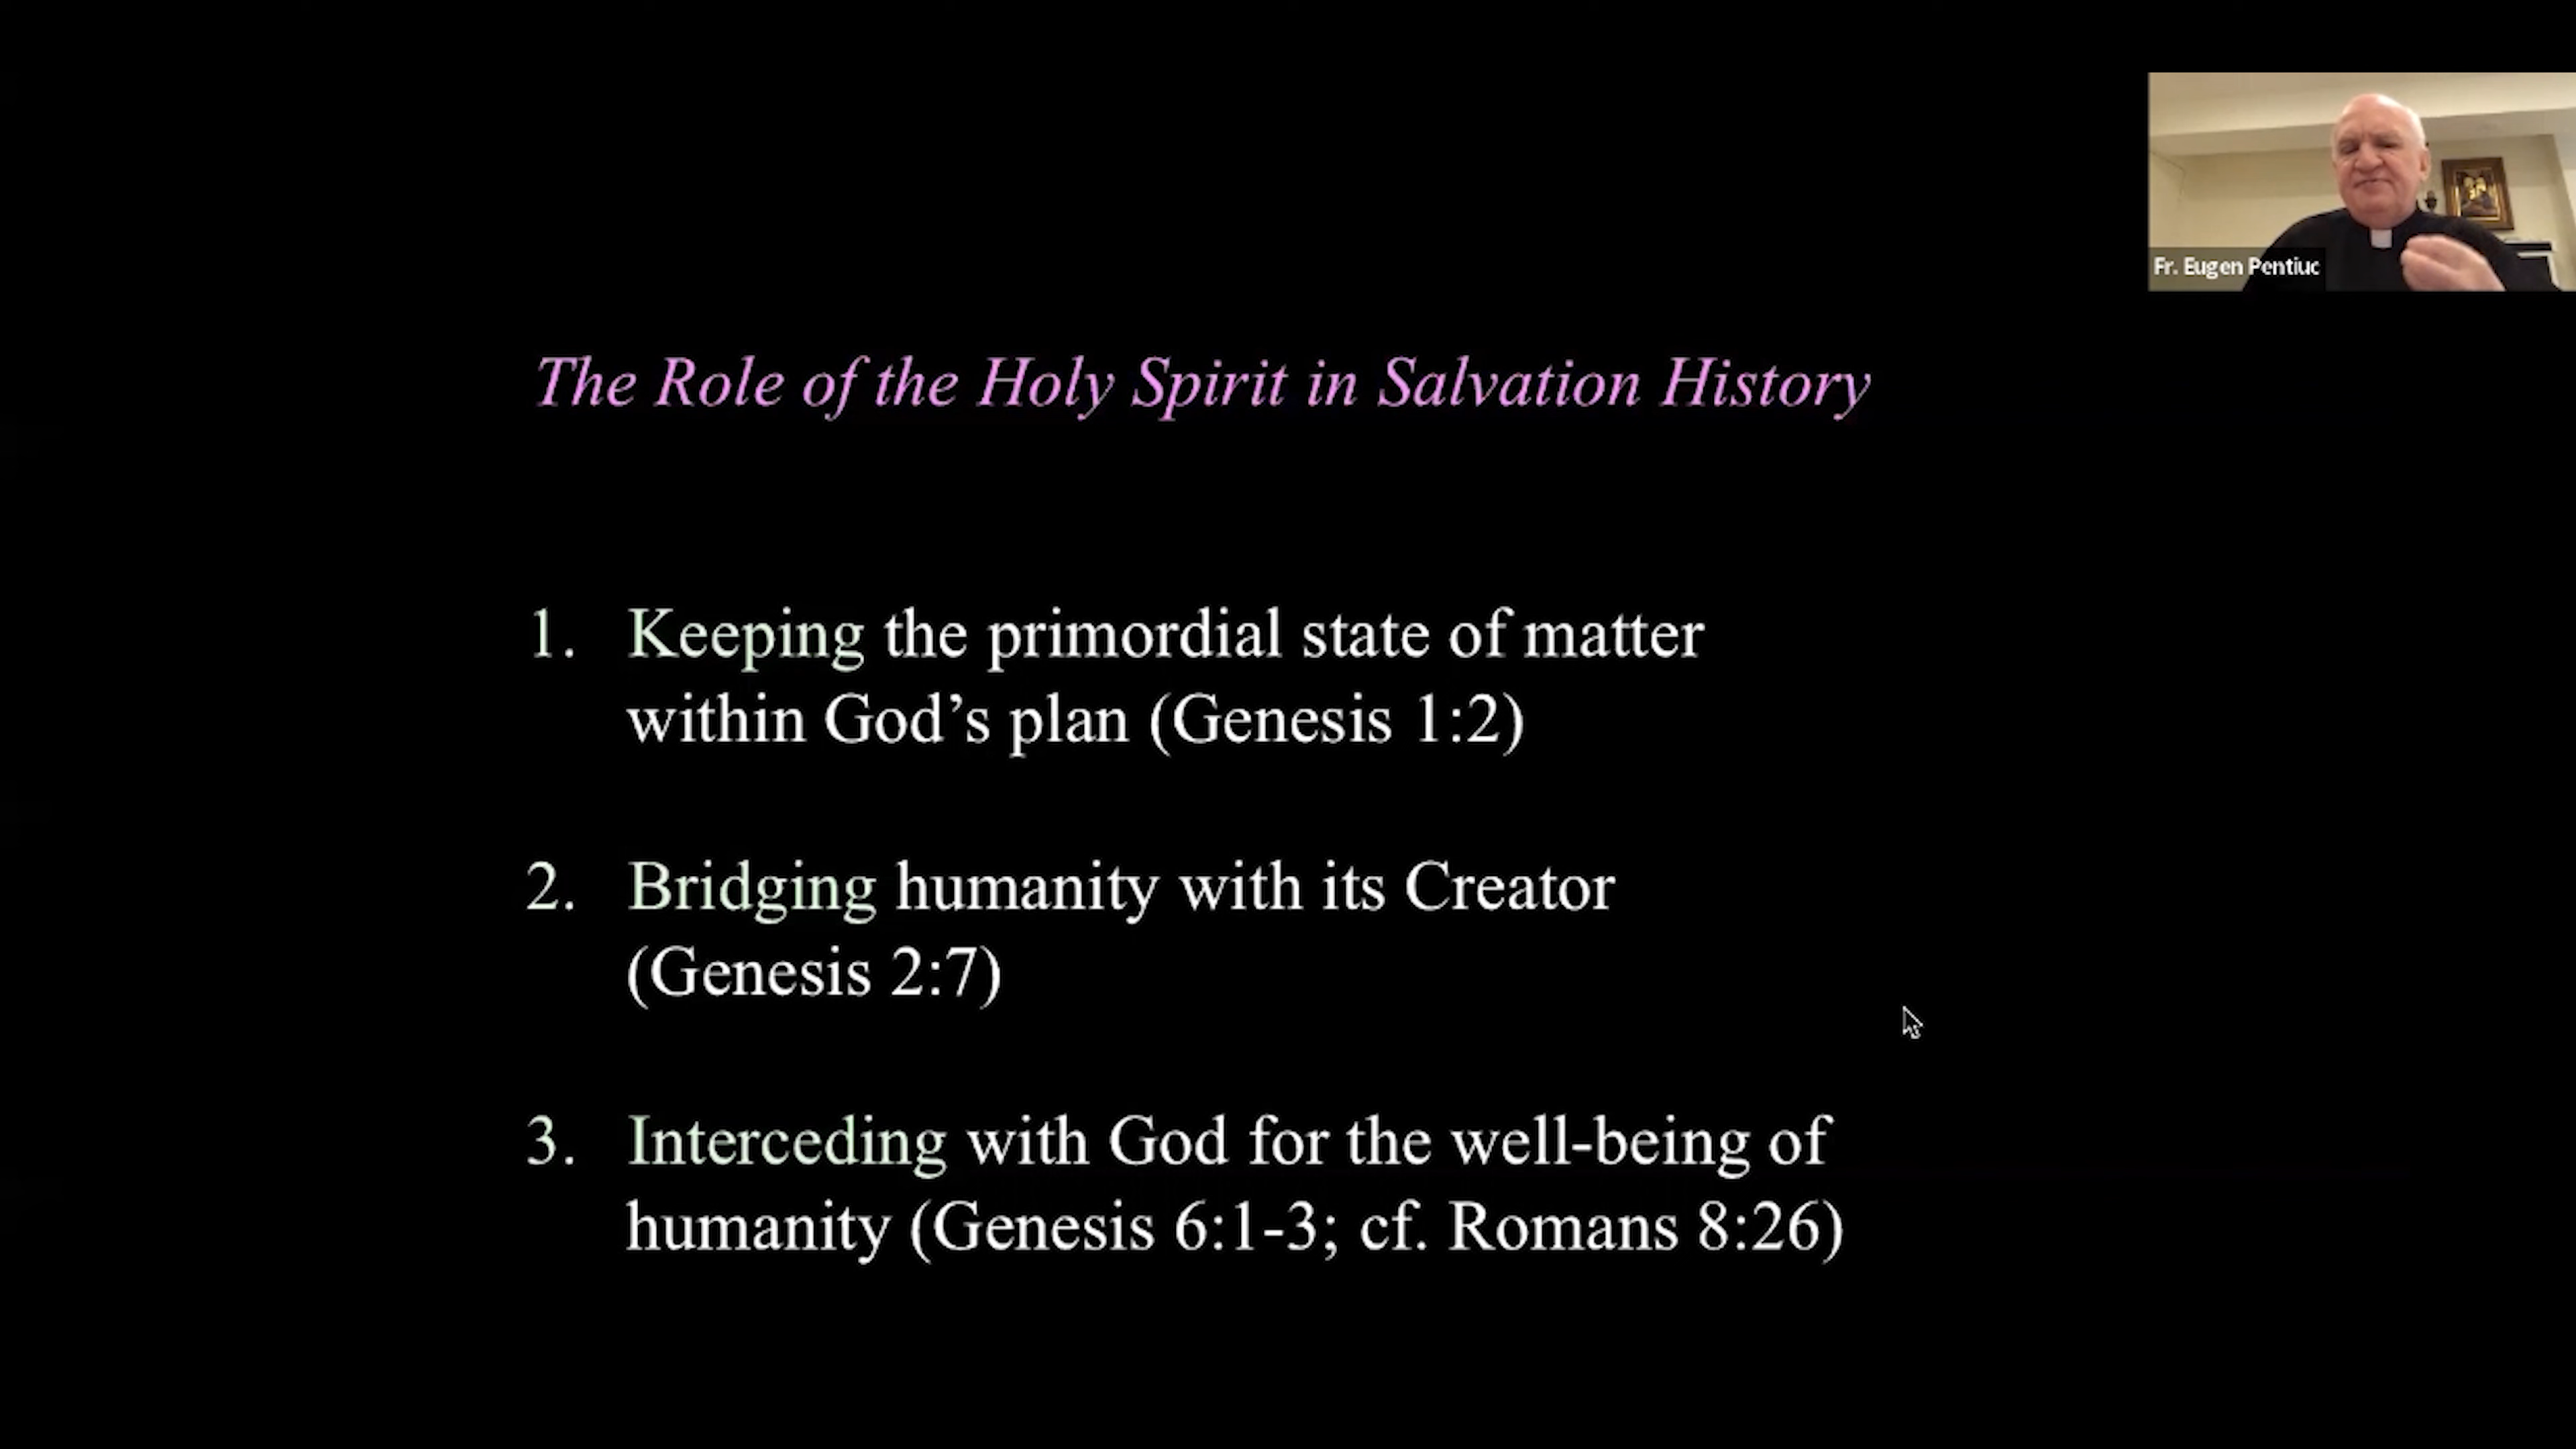 Fr. Eugen Pentiuc
The Role of the Holy Spirit in Salvation History
1. Keeping the primordial state of matter
within God’s plan (Genesis 1:2)
2. Bridging humanity with its Creator
(Genesis 2:7)
3. Interceding with God for the well-being of
humanity (Genesis 6:1-3; cf. Romans 8:26)